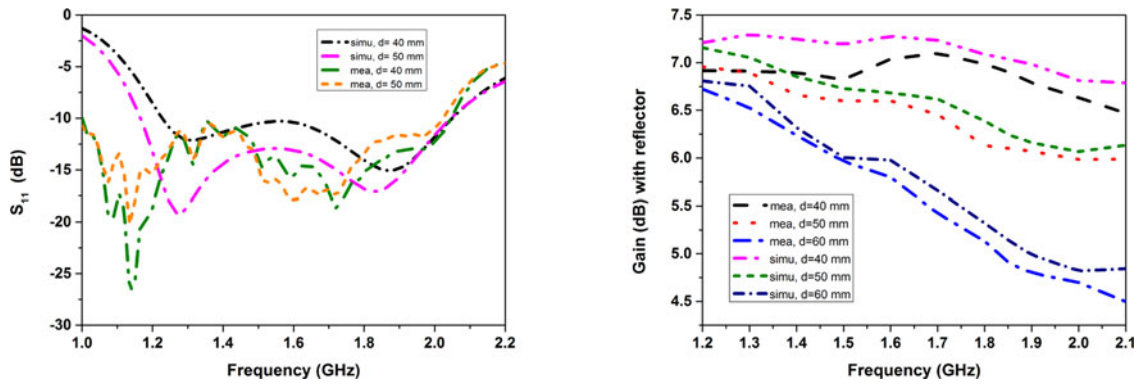 0
-5
-10
-15
-20
-25
-30
S11 (dB)
simu, d= 40 mm
simu, d= 50 mm
mea, d= 40 mm
mea, d= 50 mm
1.0 1.2 1.4 1.6 1.8 2.0 2.2
Frequency (GHz)
7.5
7.0
6.5
6.0
5.5
5.0
4.5
Gain (dB) with reflector
mea, d=40 mm
mea, d=50 mm
mea, d=60 mm
simu, d=40 mm
simu, d=50 mm
simu, d=60 mm
1.2 1.3 1.4 1.5 1.6 1.7 1.8 1.9 2.0 2.1
Frequency (GHz)